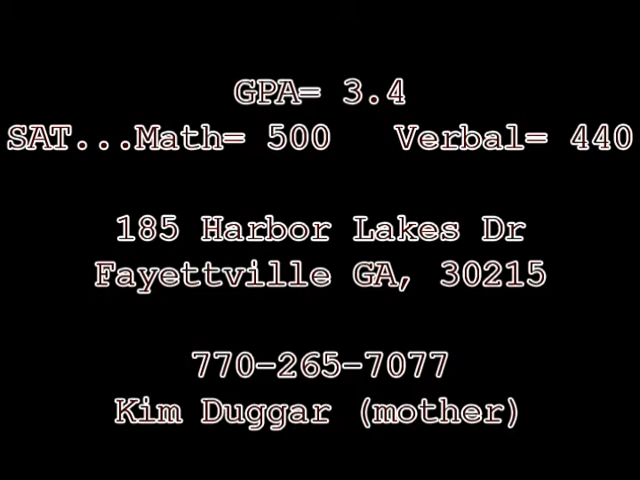 GPA= 3.4
SAT...Math= 500 Verbal= 440
185 Harbor Lakes Dr
Fayettville GA, 30215
770-265-7077
Kim Duggar (mother)